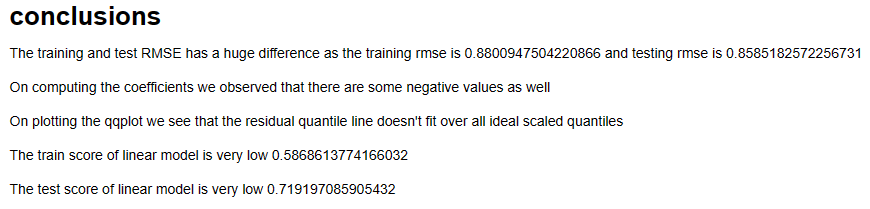 conclusions
The training and test RMSE has a huge difference as the training rmse is 0.8800947504220866 and testing rmse is 0.8585182572256731
On computing the coefficients we observed that there are some negative values as well
On plotting the qqplot we see that the residual quantile line doesn't fit over all ideal scaled quantiles
The train score of linear model is very low 0.5868613774166032
The test score of linear model is very low 0.719197085905432